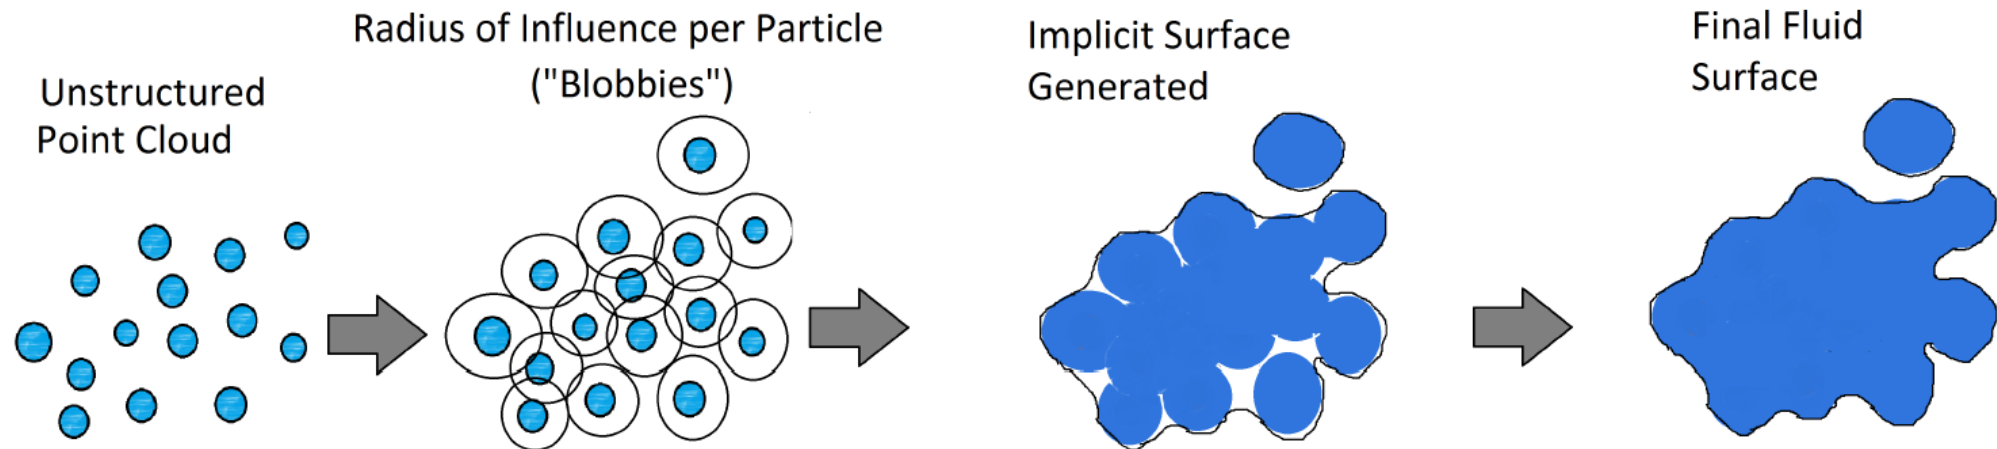 Unstructured
Point Cloud
Radius of Influence per Particle
("Blobbies")
Implicit Surface
Generated
Final Fluid
Surface